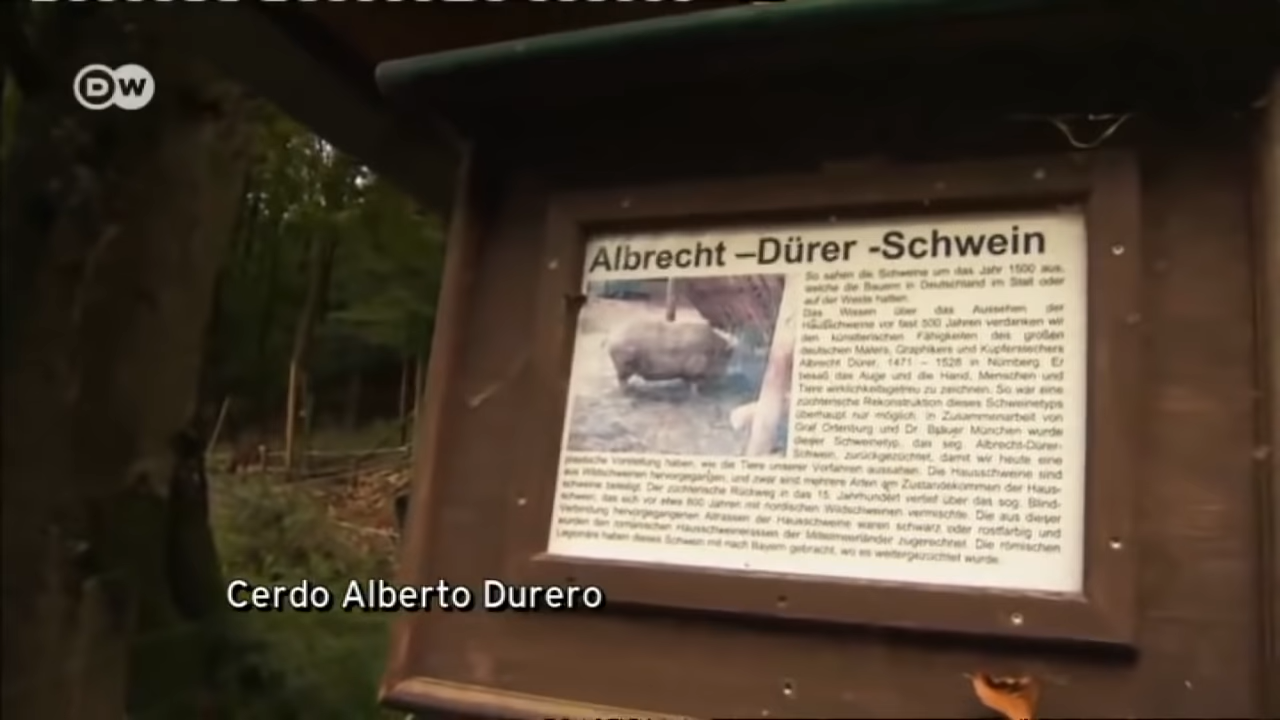 DW
Albrecht –Dürer -Schwein
So sahen die Schweine um das Jahr 1500 aus,
welche die Bauern in Deutschland im Stall oder
auf der Weide hatten.
Das Wissen über das Aussehen der
Hausschweine vor fast 500 Jahren verdanken wir
den künstlerischen Fähigkeiten des großen
deutschen Malers, Graphikers und Kupferstechers
Albrecht Dürer, 1471 – 1528 in Nürnberg. Er
besaß das Auge und die Hand, Menschen und
Tiere wirklichkeitsgetreu zu zeichnen. So war eine
züchterische Rekonstruktion dieses Schweinetyps
überhaupt nur möglich. In Zusammenarbeit von
Graf Ortenburg und Dr. Bäuer München wurde
dieser Schweinetyp, das sog. Albrecht-Dürer-
Schwein, zurückgezüchtet, damit wir heute eine
Vorstellung haben, wie die Tiere unserer Vorfahren aussahen. Die Hausschweine sind
aus Wildschweinen hervorgegangen, und zwar sind mehrere Arten am Zustandekommen der Haus-
schweine beteiligt. Der züchterische Rückweg in das 15. Jahrhundert verlief über das sog. Blind-
schwein, das sich vor etwa 800 Jahren mit nordischen Wildschweinen vermischte. Die aus dieser
Verbindung hervorgegangenen Altrassen der Hausschweine waren schwarz oder rostfarbig und
wurden den romanischen Hausschweinerassen der Mittelmeerländer zugerechnet. Die römischen
Legionäre haben dieses Schwein mit nach Bayern gebracht, wo es weitergezüchtet wurde.
Cerdo Alberto Durero